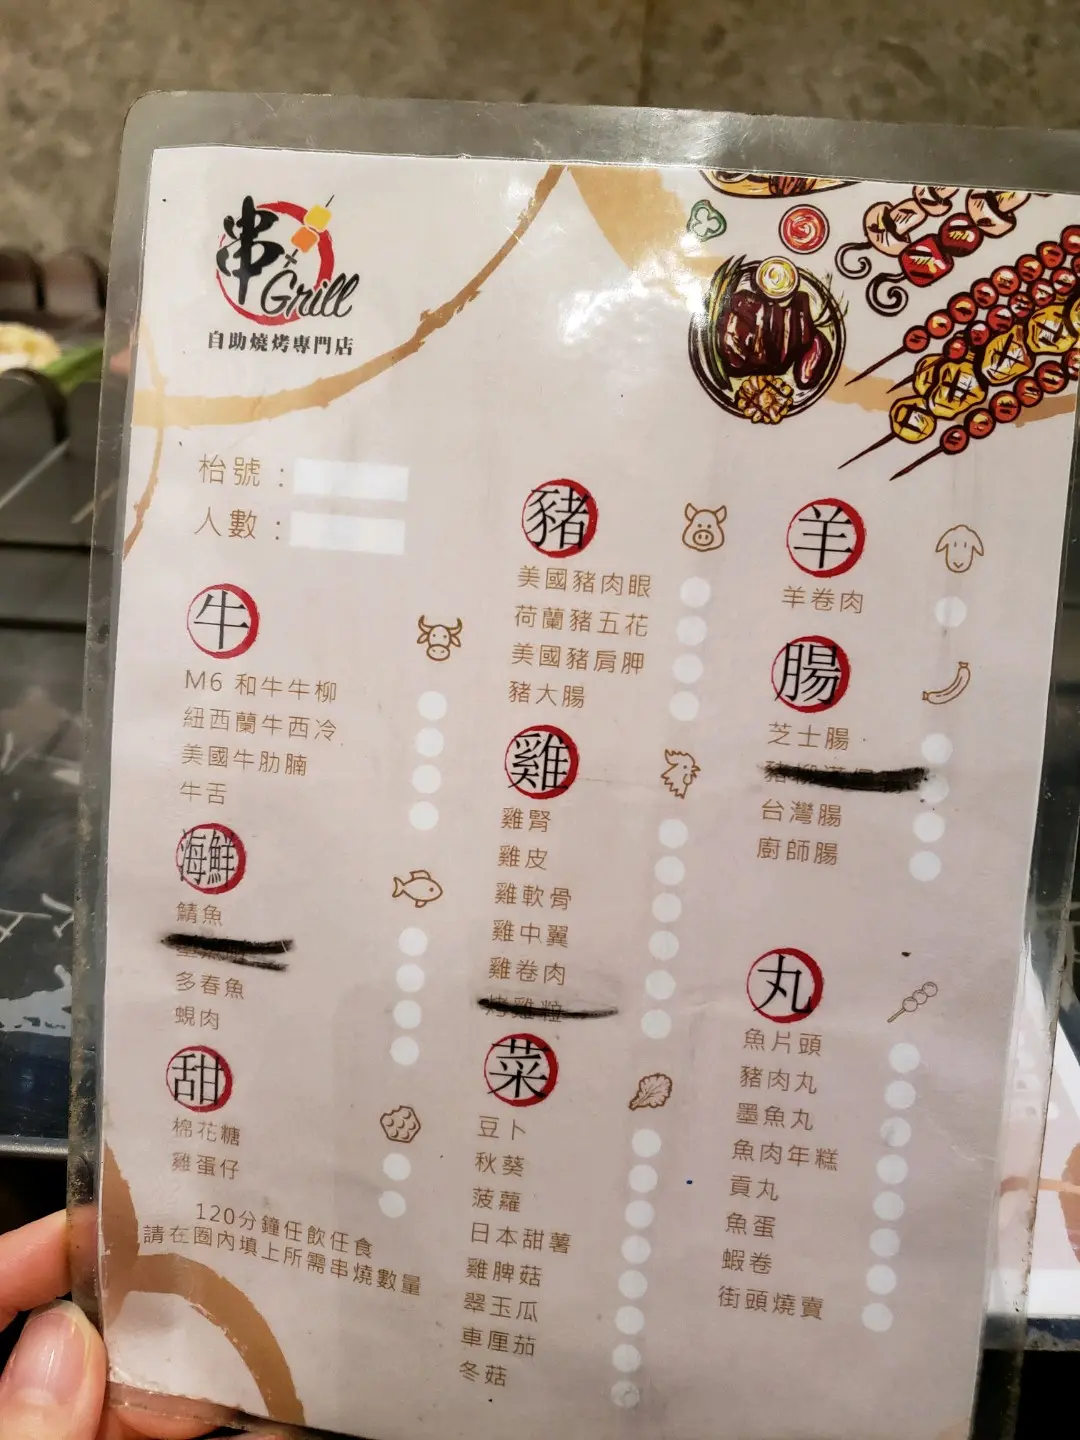 串
×
Grill
自助燒烤專門店
枱號：
人數：
牛
M6 和牛牛柳
紐西蘭牛西冷
美國牛肋腩
牛舌
海鮮
鯖魚
多春魚
蜆肉
甜
棉花糖
雞蛋仔
120分鐘任飲任食
請在圈內填上所需串燒數量
豬
美國豬肉眼
荷蘭豬五花
美國豬肩胛
豬大腸
雞
雞腎
雞皮
雞軟骨
雞中翼
雞卷肉
烤雞粒
菜
豆卜
秋葵
菠蘿
日本甜薯
雞脾菇
翠玉瓜
車厘茄
冬菇
羊
羊卷肉
腸
芝士腸
台灣腸
廚師腸
丸
魚片頭
豬肉丸
墨魚丸
魚肉年糕
貢丸
魚蛋
蝦卷
街頭燒賣